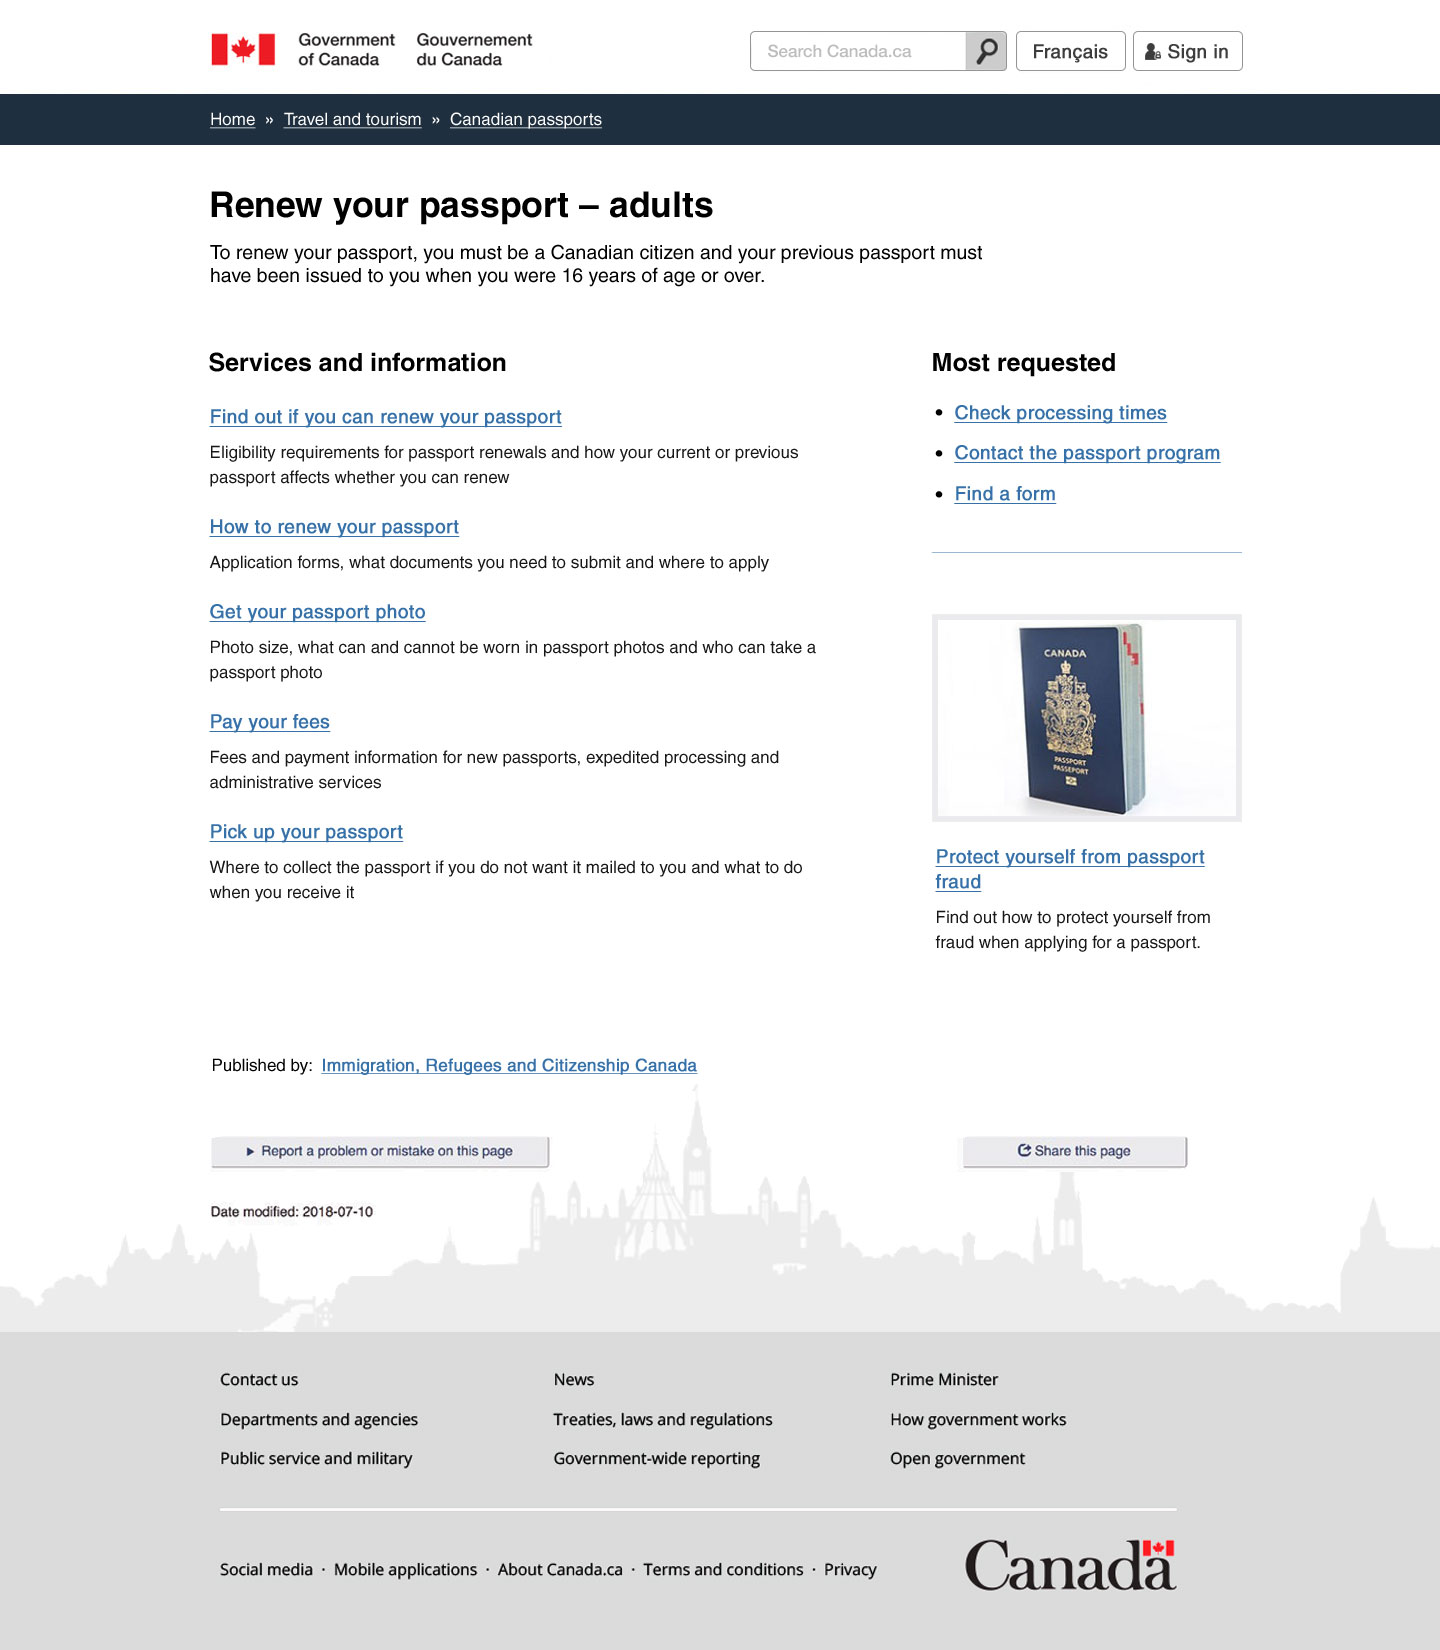 Government of Canada
Gouvernement du Canada
Search Canada.ca
Français
Sign in
Home » Travel and tourism » Canadian passports
Renew your passport – adults
To renew your passport, you must be a Canadian citizen and your previous passport must
have been issued to you when you were 16 years of age or over.
Services and information
Find out if you can renew your passport
Eligibility requirements for passport renewals and how your current or previous
passport affects whether you can renew
How to renew your passport
Application forms, what documents you need to submit and where to apply
Get your passport photo
Photo size, what can and cannot be worn in passport photos and who can take a
passport photo
Pay your fees
Fees and payment information for new passports, expedited processing and
administrative services
Pick up your passport
Where to collect the passport if you do not want it mailed to you and what to do
when you receive it
Most requested
• Check processing times
• Contact the passport program
• Find a form
CANADA
PASSPORT
PASSEPORT
Protect yourself from passport
fraud
Find out how to protect yourself from
fraud when applying for a passport.
Published by: Immigration, Refugees and Citizenship Canada
Report a problem or mistake on this page
Share this page
Date modified: 2018-07-10
Contact us
News
Prime Minister
Departments and agencies
Treaties, laws and regulations
How government works
Public service and military
Government-wide reporting
Open government
Social media · Mobile applications · About Canada.ca · Terms and conditions · Privacy
Canada